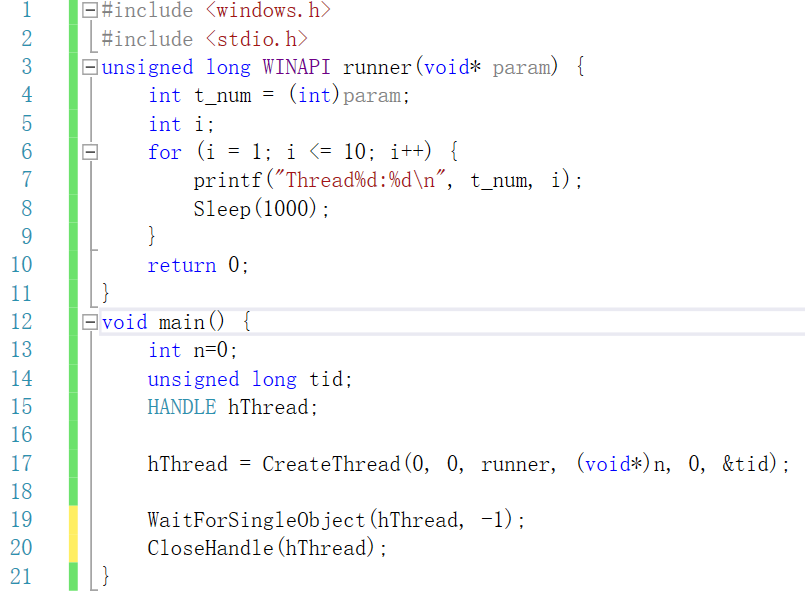 1 #include <windows.h>
2 #include <stdio.h>
3 unsigned long WINAPI runner(void* param) {
4     int t_num = (int)param;
5     int i;
6     for (i = 1; i <= 10; i++) {
7         printf("Thread%d:%d\n", t_num, i);
8         Sleep(1000);
9     }
10     return 0;
11 }
12 void main() {
13     int n=0;
14     unsigned long tid;
15     HANDLE hThread;
16
17     hThread = CreateThread(0, 0, runner, (void*)n, 0, &tid);
18
19     WaitForSingleObject(hThread, -1);
20     CloseHandle(hThread);
21 }